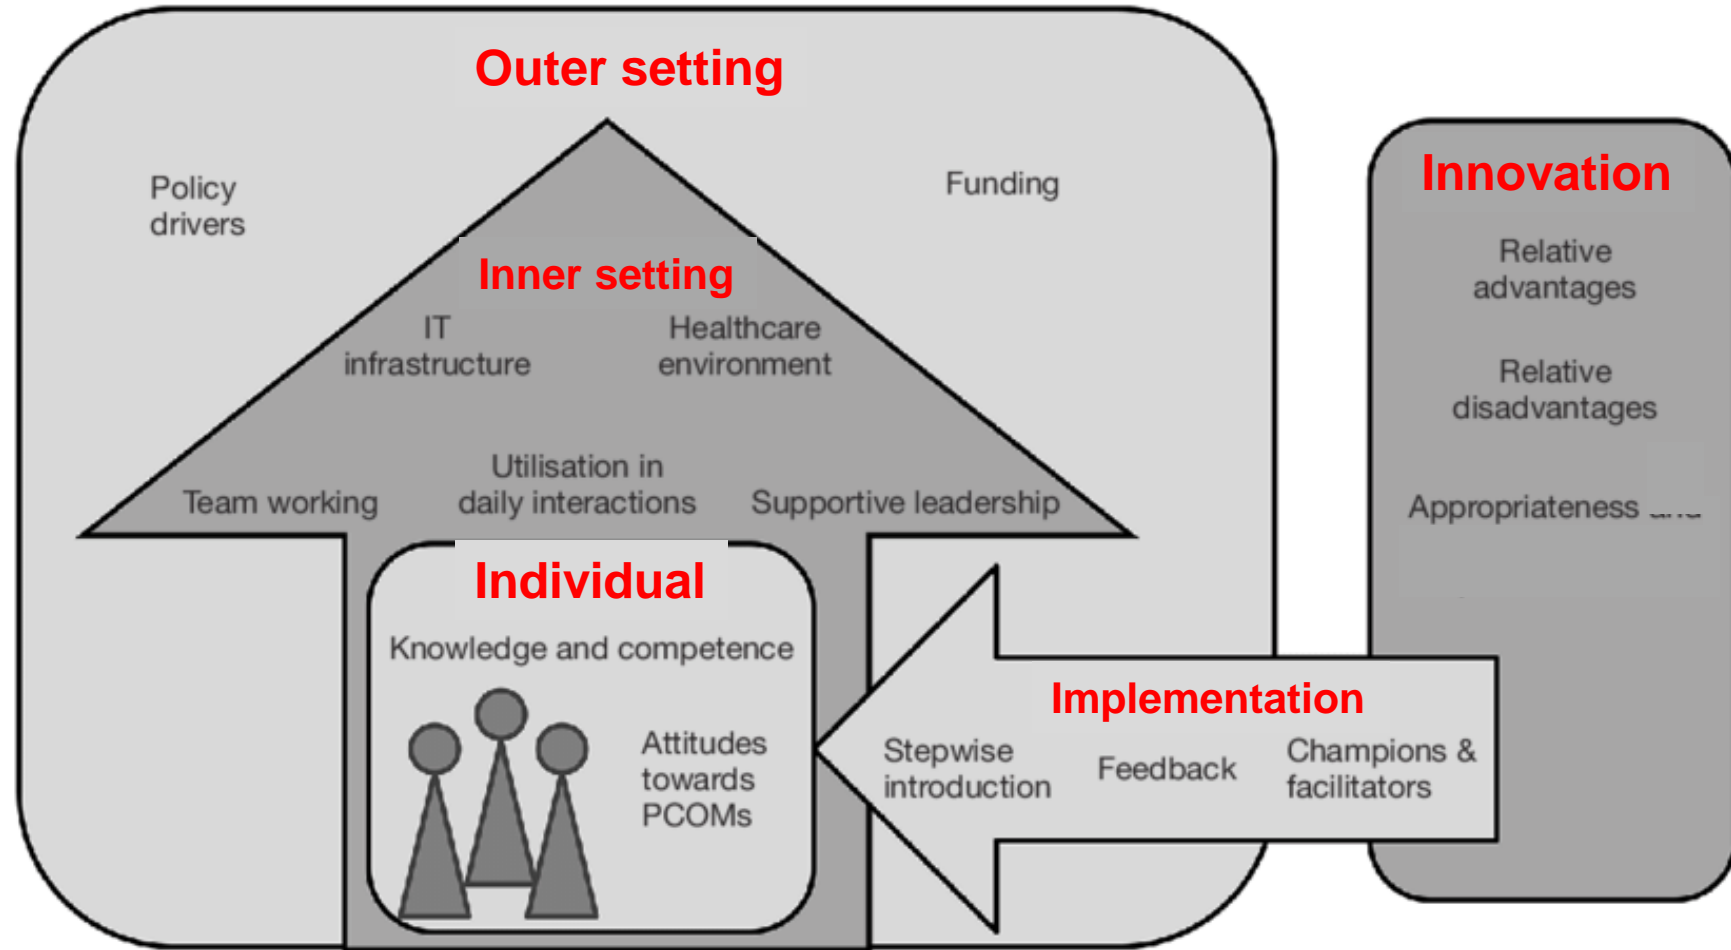 Outer setting
Policy
drivers
Funding
Inner setting
IT
infrastructure
Healthcare
environment
Team working
Utilisation in
daily interactions
Supportive leadership
Individual
Knowledge and competence
Attitudes
towards
PCOMs
Implementation
Stepwise
introduction
Feedback
Champions &
facilitators
Innovation
Relative
advantages
Relative
disadvantages
Appropriateness